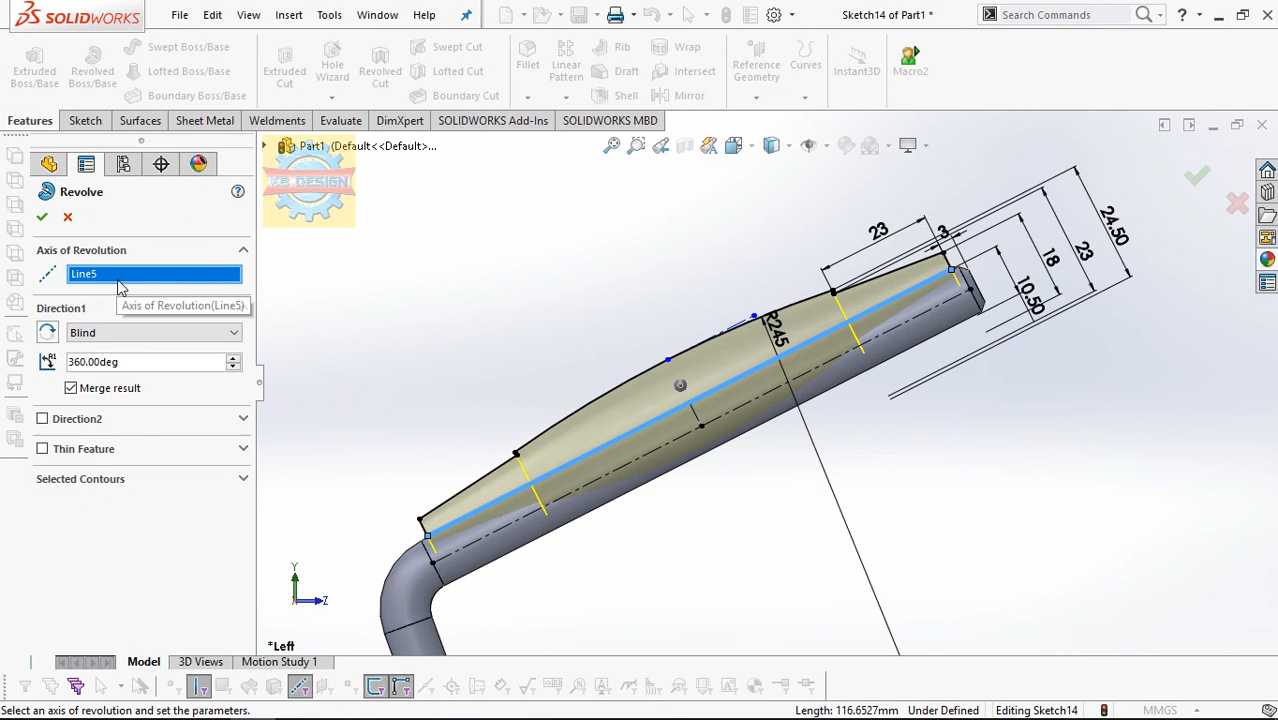 SOLIDWORKS File Edit View Insert Tools Window Help Sketch14 of Part1 * Search Commands ?
Extruded Boss/Base Revolved Boss/Base Swept Boss/Base Lofted Boss/Base Boundary Boss/Base Extruded Cut Hole Wizard Revolved Cut Swept Cut Lofted Cut Boundary Cut Fillet Linear Pattern Rib Draft Shell Wrap Intersect Mirror Reference Geometry Curves Instant3D Macro2
Features Sketch Surfaces Sheet Metal Weldments Evaluate DimXpert SOLIDWORKS Add-Ins SOLIDWORKS MBD
Part1 (Default<<Default>...
KS DESIGN
Revolve ?
Axis of Revolution
Line5
Axis of Revolution(Line5)
Direction1
Blind
360.00deg
Merge result
Direction2
Thin Feature
Selected Contours
23
3
24.50
23
18
10.50
R245
Y
Z
*Left
Model 3D Views Motion Study 1
Select an axis of revolution and set the parameters. Length: 116.6527mm Under Defined Editing Sketch14 MMGS